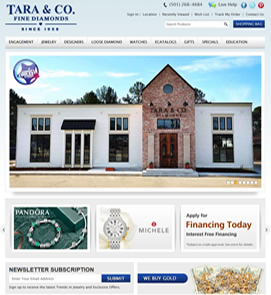 TARA & CO.
FINE DIAMONDS
SINCE 1958
(501) 268-4684 Live Help
Sign In Location Recently Viewed Wish List Track My Order Contact Us
Search Products SHOPPING BAG
ENGAGEMENT JEWELRY DESIGNERS LOOSE DIAMOND WATCHES ECATALOGS GIFTS SPECIALS EDUCATION
TARA & CO.
DIAMONDS
PANDORA
MICHELE
Apply for
Financing Today
Interest Free Financing
NEWSLETTER SUBSCRIPTION
Enter Your Email Address SUBMIT
Sign up to receive the latest Trends in Jewelry and Exclusive Offers.
WE BUY GOLD